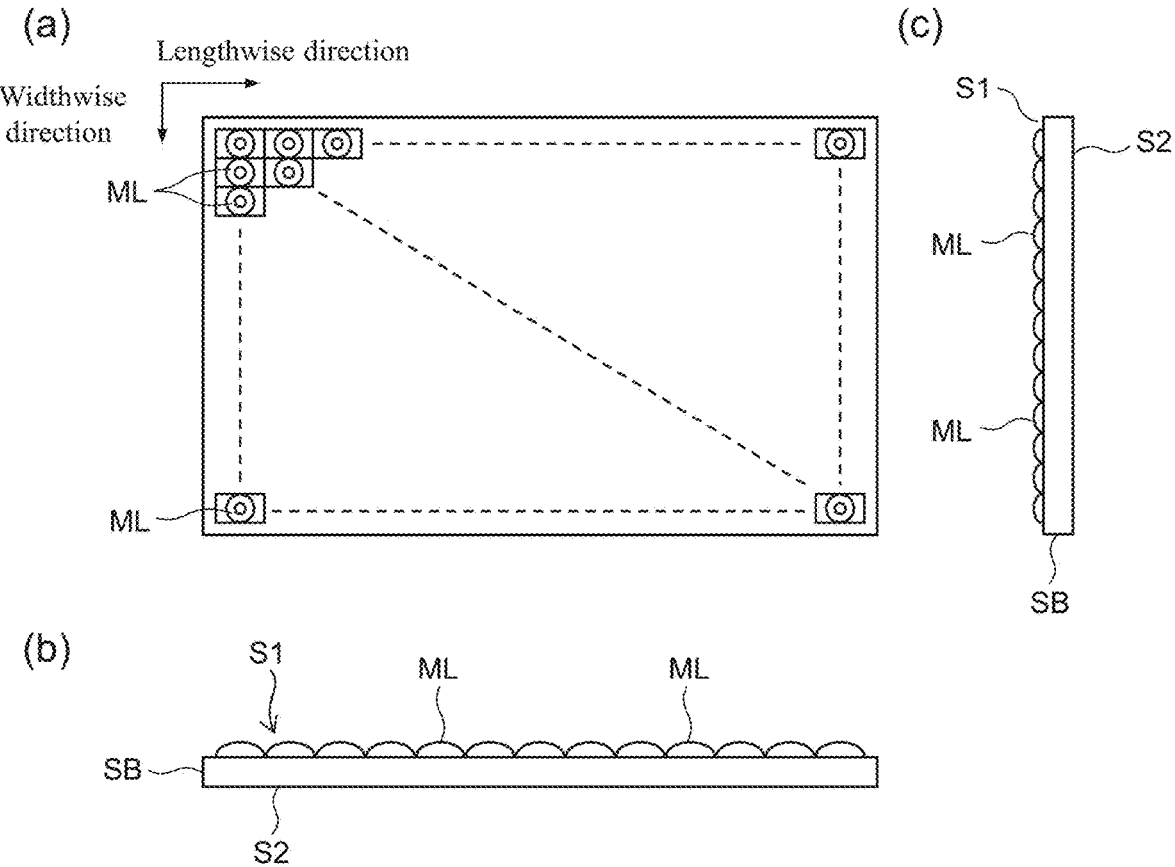 (a)
Lengthwise direction
Widthwise
direction
ML
ML
(c)
S1
S2
ML
ML
SB
(b)
S1
ML
ML
SB
S2